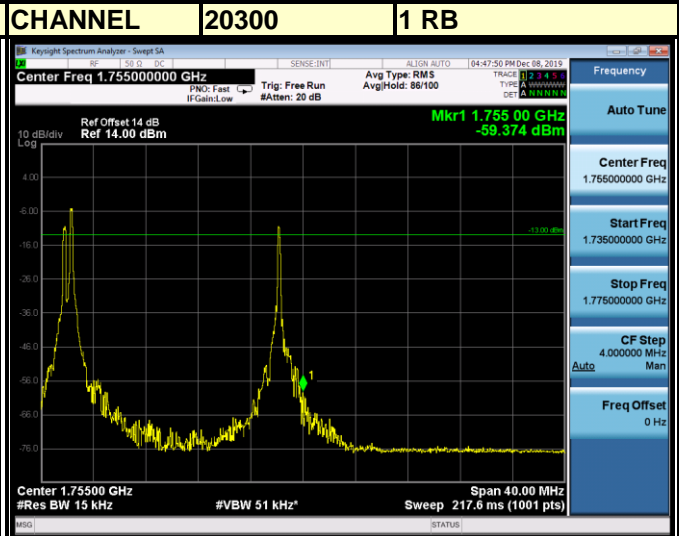 CHANNEL 20300 1 RB
Keysight Spectrum Analyzer - Swept SA
RF 50 Ω DC SENSE:INT ALIGN AUTO 04:47:50 PM Dec 08, 2019
Center Freq 1.755000000 GHz
PNO: Fast
IFGain:Low
Trig: Free Run
#Atten: 20 dB
Avg Type: RMS
Avg|Hold: 86/100
TRACE 1 2 3 4 5 6
TYPE A WWWWW
DET A N N N N N
Ref Offset 14 dB
10 dB/div Ref 14.00 dBm
Log
Mkr1 1.755 00 GHz
-59.374 dBm
4.00
-6.00
-13.00 dBm
-16.0
-26.0
-36.0
-46.0
-56.0
1
-66.0
-76.0
Center 1.75500 GHz Span 40.00 MHz
#Res BW 15 kHz #VBW 51 kHz* Sweep 217.6 ms (1001 pts)
MSG STATUS
Frequency
Auto Tune
Center Freq
1.755000000 GHz
Start Freq
1.735000000 GHz
Stop Freq
1.775000000 GHz
CF Step
4.000000 MHz
Auto Man
Freq Offset
0 Hz